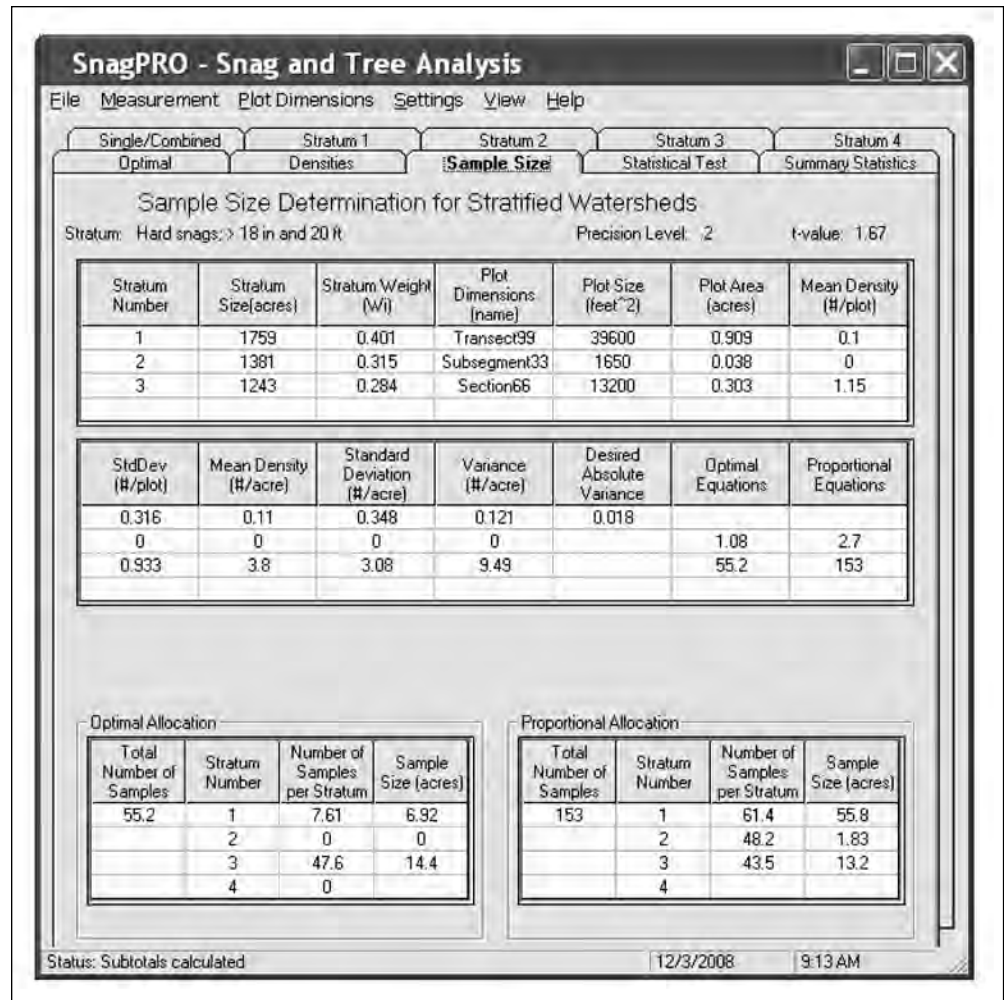 SnagPRO - Snag and Tree Analysis
File Measurement Plot Dimensions Settings View Help
Single/Combined Stratum 1 Stratum 2 Stratum 3 Stratum 4
Optimal Densities Sample Size Statistical Test Summary Statistics
Sample Size Determination for Stratified Watersheds
Stratum: Hard snags; > 18 in and 20 ft Precision Level: 2 t-value: 1.67
Stratum Number Stratum Size(acres) Stratum Weight (Wi) Plot Dimensions (name) Plot Size (feet^2) Plot Area (acres) Mean Density (#/plot)
1 1759 0.401 Transect99 39600 0.909 0.1
2 1381 0.315 Subsegment33 1650 0.038 0
3 1243 0.284 Section66 13200 0.303 1.15
StdDev (#/plot) Mean Density (#/acre) Standard Deviation (#/acre) Variance (#/acre) Desired Absolute Variance Optimal Equations Proportional Equations
0.316 0.11 0.348 0.121 0.018
0 0 0 0 1.08 2.7
0.933 3.8 3.08 9.49 55.2 153
Optimal Allocation
Total Number of Samples Stratum Number Number of Samples per Stratum Sample Size (acres)
55.2 1 7.61 6.92
2 0 0
3 47.6 14.4
4 0
Proportional Allocation
Total Number of Samples Stratum Number Number of Samples per Stratum Sample Size (acres)
153 1 61.4 55.8
2 48.2 1.83
3 43.5 13.2
4
Status: Subtotals calculated 12/3/2008 9:13 AM